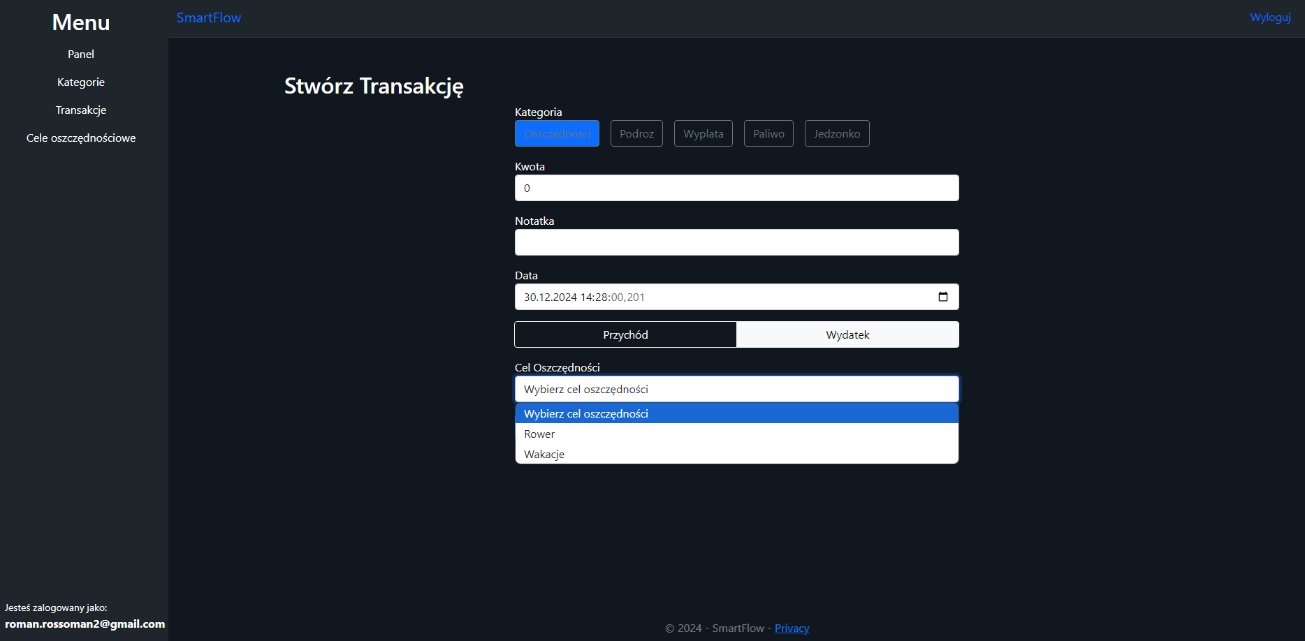 Menu
Panel
Kategorie
Transakcje
Cele oszczędnościowe
Jesteś zalogowany jako:
roman.rossoman2@gmail.com
SmartFlow
Wyloguj
Stwórz Transakcję
Kategoria
Oszczednosci Podroz Wyplata Paliwo Jedzonko
Kwota
0
Notatka
Data
30.12.2024 14:28:00,201
Przychód Wydatek
Cel Oszczędności
Wybierz cel oszczędności
Wybierz cel oszczędności
Rower
Wakacje
© 2024 - SmartFlow - Privacy